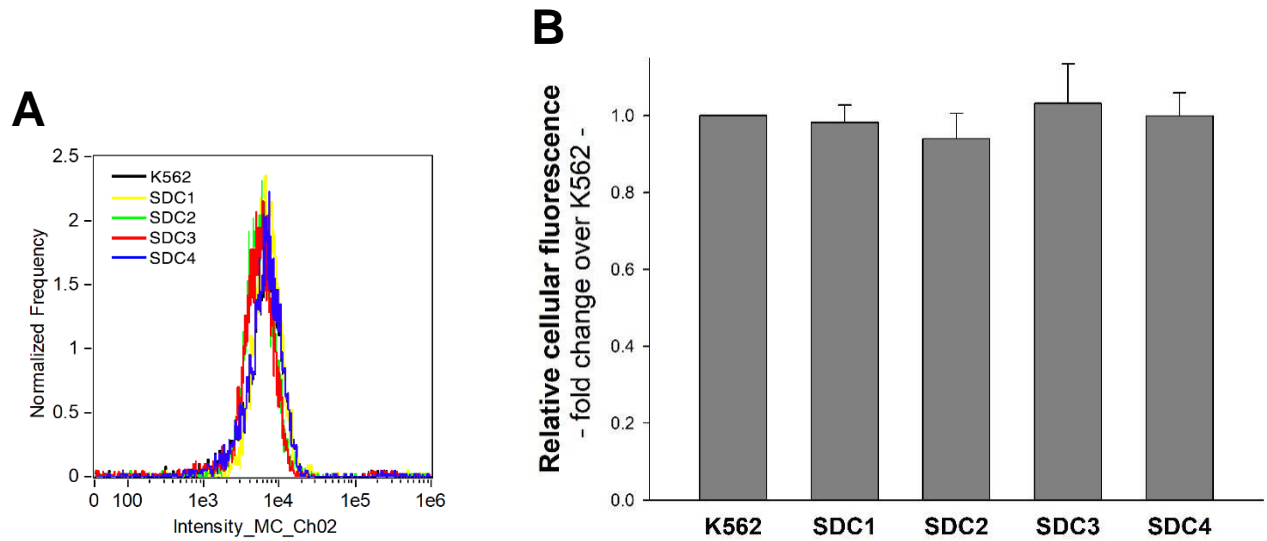 A
2.5
2
1.5
1
0.5
0
Normalized Frequency
K562
SDC1
SDC2
SDC3
SDC4
0 100 1e3 1e4 1e5 1e6
Intensity_MC_Ch02
B
Relative cellular fluorescence
- fold change over K562 -
1.0
0.8
0.6
0.4
0.2
0.0
K562 SDC1 SDC2 SDC3 SDC4